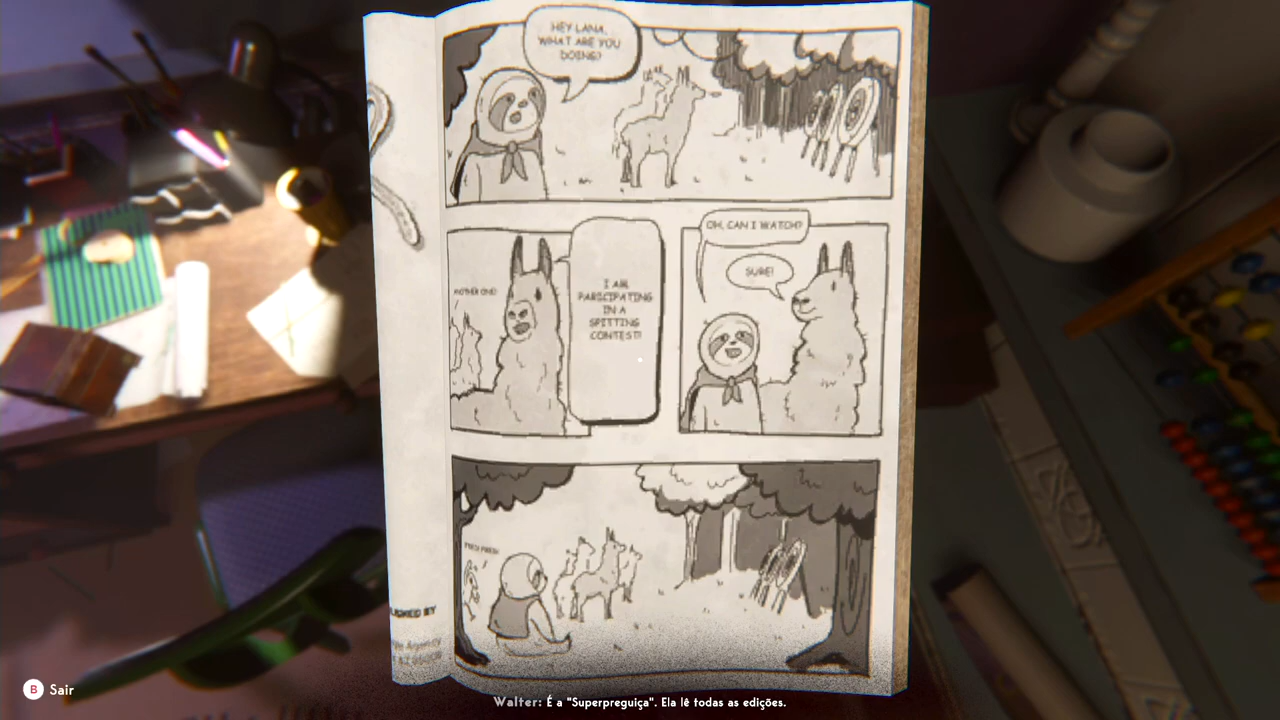 HEY LANA,
WHAT ARE YOU
DOING?
I AM
PARICIPATING
IN A
SPITTING
CONTEST!
OH, CAN I WATCH?
SURE!
B Sair
Walter: É a "Superpreguiça". Ela lê todas as edições.